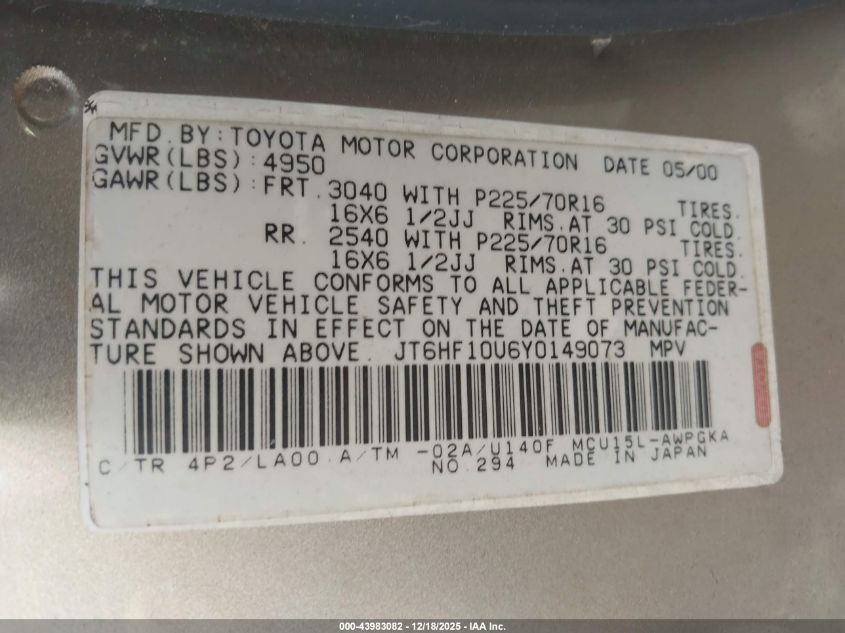 MFD. BY: TOYOTA MOTOR CORPORATION DATE 05/00
GVWR(LBS): 4950
GAWR(LBS): FRT. 3040 WITH P225/70R16 TIRES.
16X6 1/2JJ RIMS. AT 30 PSI COLD.
RR. 2540 WITH P225/70R16 TIRES.
16X6 1/2JJ RIMS. AT 30 PSI COLD.
THIS VEHICLE CONFORMS TO ALL APPLICABLE FEDER-
AL MOTOR VEHICLE SAFETY AND THEFT PREVENTION
STANDARDS IN EFFECT ON THE DATE OF MANUFAC-
TURE SHOWN ABOVE. JT6HF10U6Y0149073 MPV
C/TR 4P2/LA00. A/TM -02A/U140F MCU15L-AWPGKA
NO. 294 MADE IN JAPAN
000-43983082 - 12/18/2025 - IAA Inc.